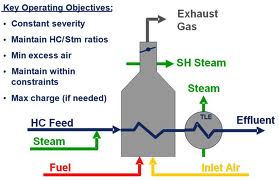 Key Operating Objectives:
• Constant severity
• Maintain HC/Stm ratios
• Min excess air
• Maintain within
constraints
• Max charge (if needed)
Exhaust
Gas
SH Steam
Steam
HC Feed
TLE
Effluent
Steam
Fuel
Inlet Air